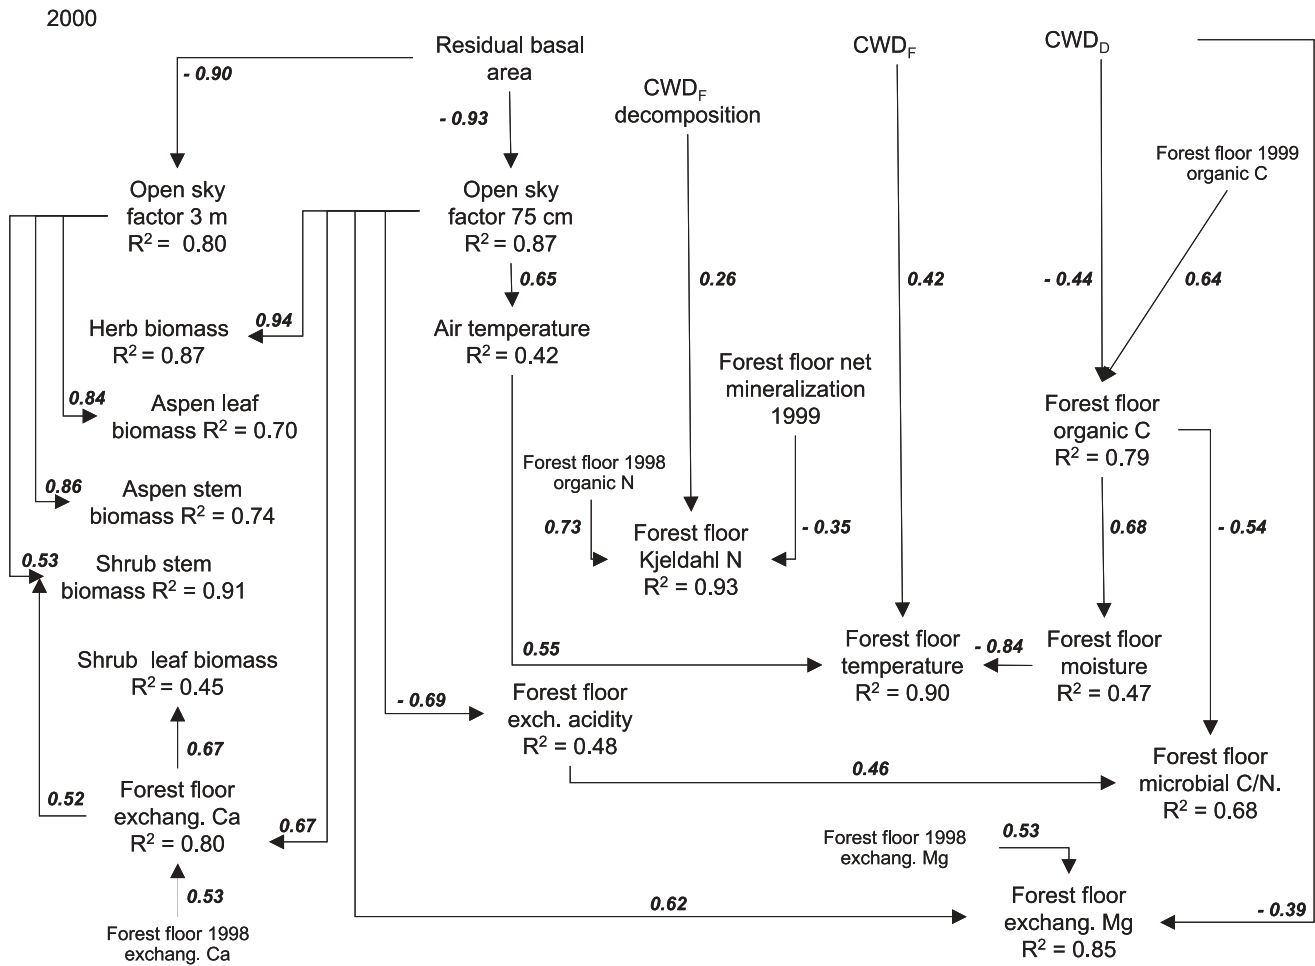 2000
Residual basal
area
CWD_F
CWD_D
- 0.90
CWD_F
decomposition
- 0.93
Forest floor 1999
organic C
Open sky
factor 3 m
R² = 0.80
Open sky
factor 75 cm
R² = 0.87
0.65
0.26
0.42
- 0.44
0.64
Herb biomass
R² = 0.87
0.94
Air temperature
R² = 0.42
Forest floor net
mineralization
1999
0.84
Aspen leaf
biomass R² = 0.70
Forest floor
organic C
R² = 0.79
Forest floor 1998
organic N
0.86
Aspen stem
biomass R² = 0.74
0.73
Forest floor
Kjeldahl N
R² = 0.93
- 0.35
0.68
- 0.54
0.53
Shrub stem
biomass R² = 0.91
Shrub leaf biomass
R² = 0.45
0.55
Forest floor
temperature
R² = 0.90
- 0.84
Forest floor
moisture
R² = 0.47
- 0.69
Forest floor
exch. acidity
R² = 0.48
0.67
0.46
Forest floor
microbial C/N.
R² = 0.68
0.52
Forest floor
exchang. Ca
R² = 0.80
0.67
Forest floor 1998
exchang. Mg
0.53
0.53
0.62
Forest floor
exchang. Mg
R² = 0.85
- 0.39
Forest floor 1998
exchang. Ca